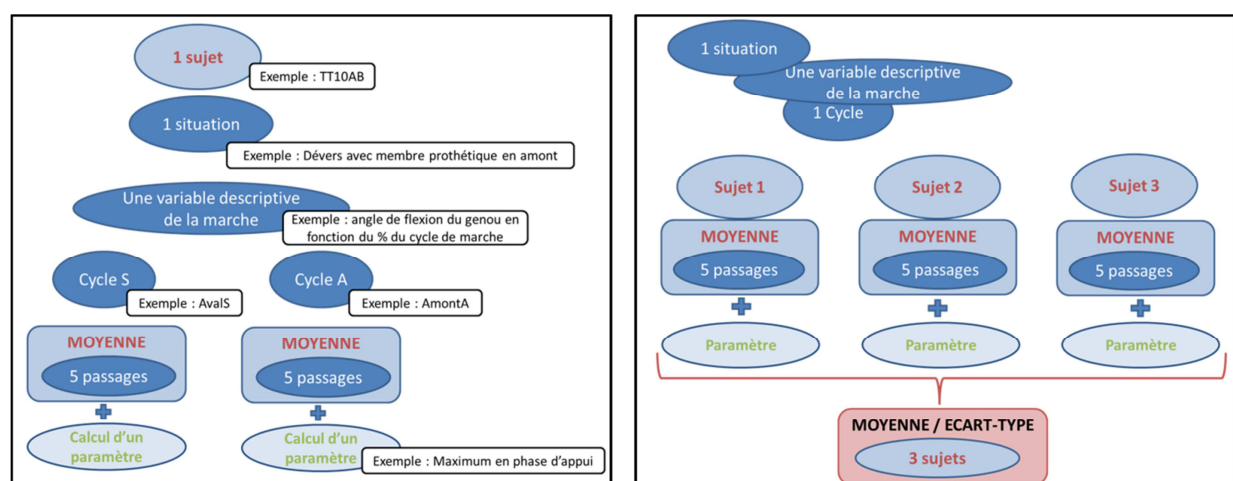 1 sujet
Exemple : TT10AB
1 situation
Exemple : Dévers avec membre prothétique en amont
Une variable descriptive
de la marche
Exemple : angle de flexion du genou en
fonction du % du cycle de marche
Cycle S
Exemple : AvalS
Cycle A
Exemple : AmontA
MOYENNE
5 passages
Calcul d'un
paramètre
MOYENNE
5 passages
Calcul d'un
paramètre
Exemple : Maximum en phase d'appui
1 situation
Une variable descriptive
de la marche
1 Cycle
Sujet 1
MOYENNE
5 passages
Paramètre
Sujet 2
MOYENNE
5 passages
Paramètre
Sujet 3
MOYENNE
5 passages
Paramètre
MOYENNE / ECART-TYPE
3 sujets